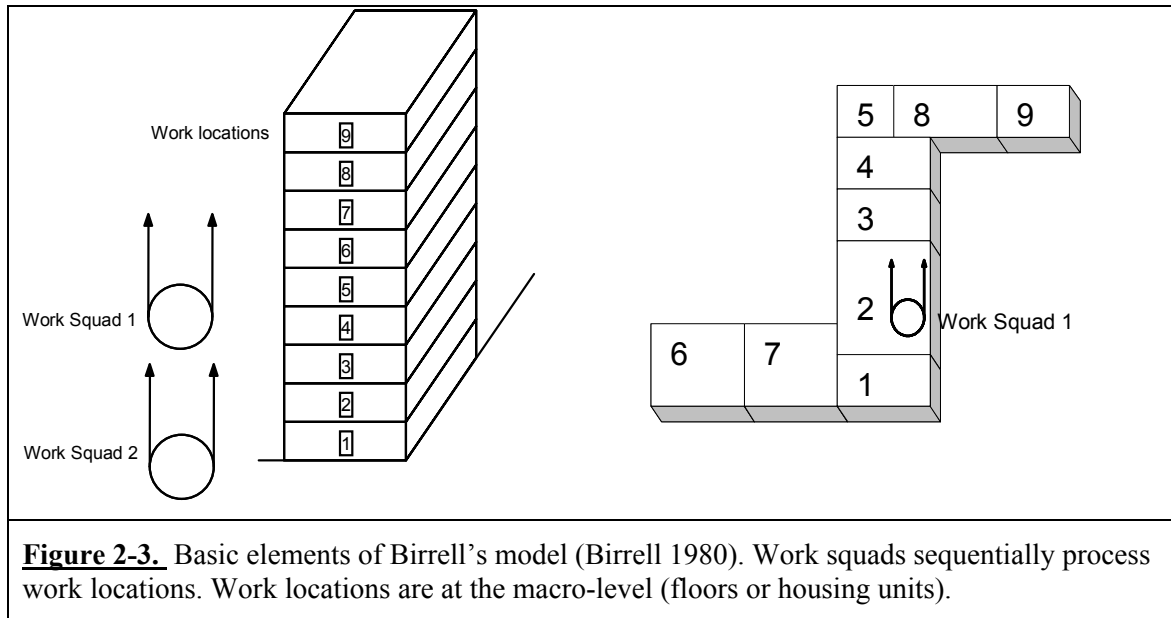 Work locations
9
8
7
6
5
4
3
2
1
Work Squad 1
Work Squad 2
5 8 9
4
3
2
Work Squad 1
6 7
1
Figure 2-3. Basic elements of Birrell’s model (Birrell 1980). Work squads sequentially process
work locations. Work locations are at the macro-level (floors or housing units).